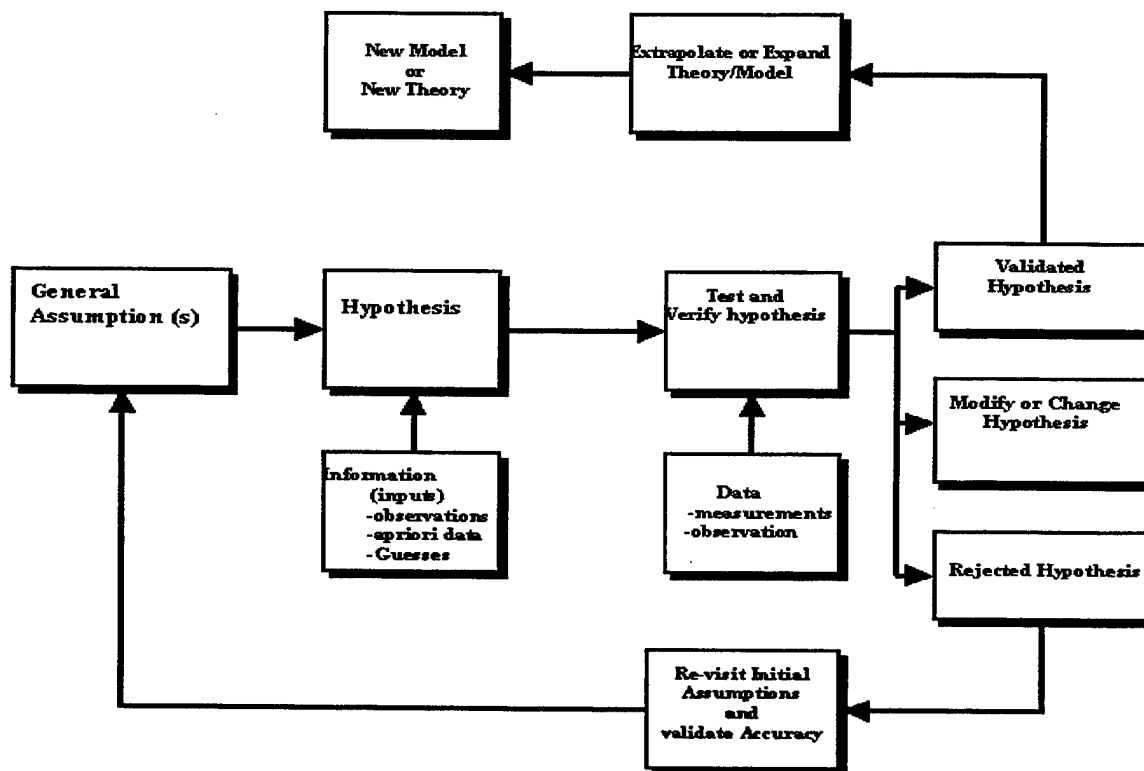 New Model
or
New Theory
Extrapolate or Expand
Theory/Model
General
Assumption (s)
Hypothesis
Test and
Verify hypothesis
Validated
Hypothesis
Modify or Change
Hypothesis
Information
(inputs)
-observations
-apriori data
-Guesses
Data
-measurements
-observation
Rejected Hypothesis
Re-visit Initial
Assumptions
and
validate Accuracy